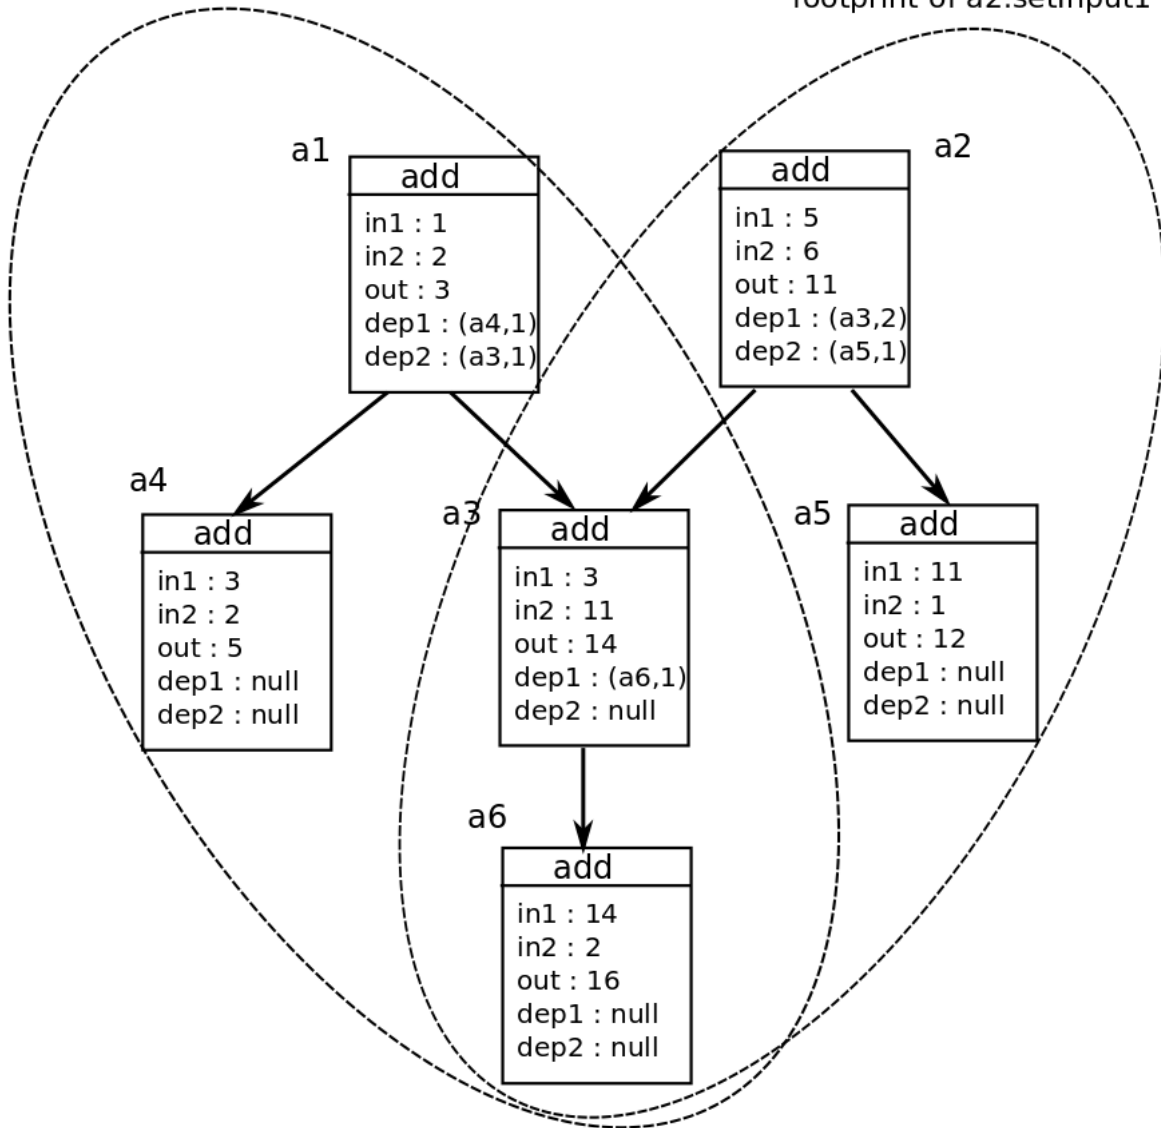 footprint of a2.setInput1
a1
add
in1 : 1
in2 : 2
out : 3
dep1 : (a4,1)
dep2 : (a3,1)
a2
add
in1 : 5
in2 : 6
out : 11
dep1 : (a3,2)
dep2 : (a5,1)
a4
add
in1 : 3
in2 : 2
out : 5
dep1 : null
dep2 : null
a3
add
in1 : 3
in2 : 11
out : 14
dep1 : (a6,1)
dep2 : null
a5
add
in1 : 11
in2 : 1
out : 12
dep1 : null
dep2 : null
a6
add
in1 : 14
in2 : 2
out : 16
dep1 : null
dep2 : null